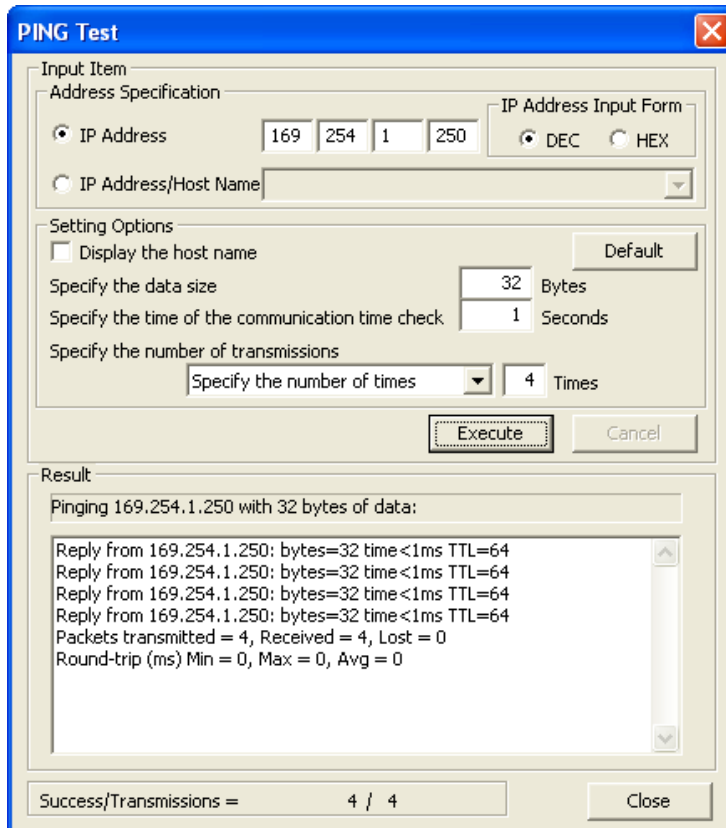 PING Test
Input Item
Address Specification
IP Address Input Form
IP Address 169 254 1 250 DEC HEX
IP Address/Host Name
Setting Options
Display the host name Default
Specify the data size 32 Bytes
Specify the time of the communication time check 1 Seconds
Specify the number of transmissions
Specify the number of times 4 Times
Execute Cancel
Result
Pinging 169.254.1.250 with 32 bytes of data:
Reply from 169.254.1.250: bytes=32 time<1ms TTL=64
Reply from 169.254.1.250: bytes=32 time<1ms TTL=64
Reply from 169.254.1.250: bytes=32 time<1ms TTL=64
Reply from 169.254.1.250: bytes=32 time<1ms TTL=64
Packets transmitted = 4, Received = 4, Lost = 0
Round-trip (ms) Min = 0, Max = 0, Avg = 0
Success/Transmissions = 4 / 4 Close